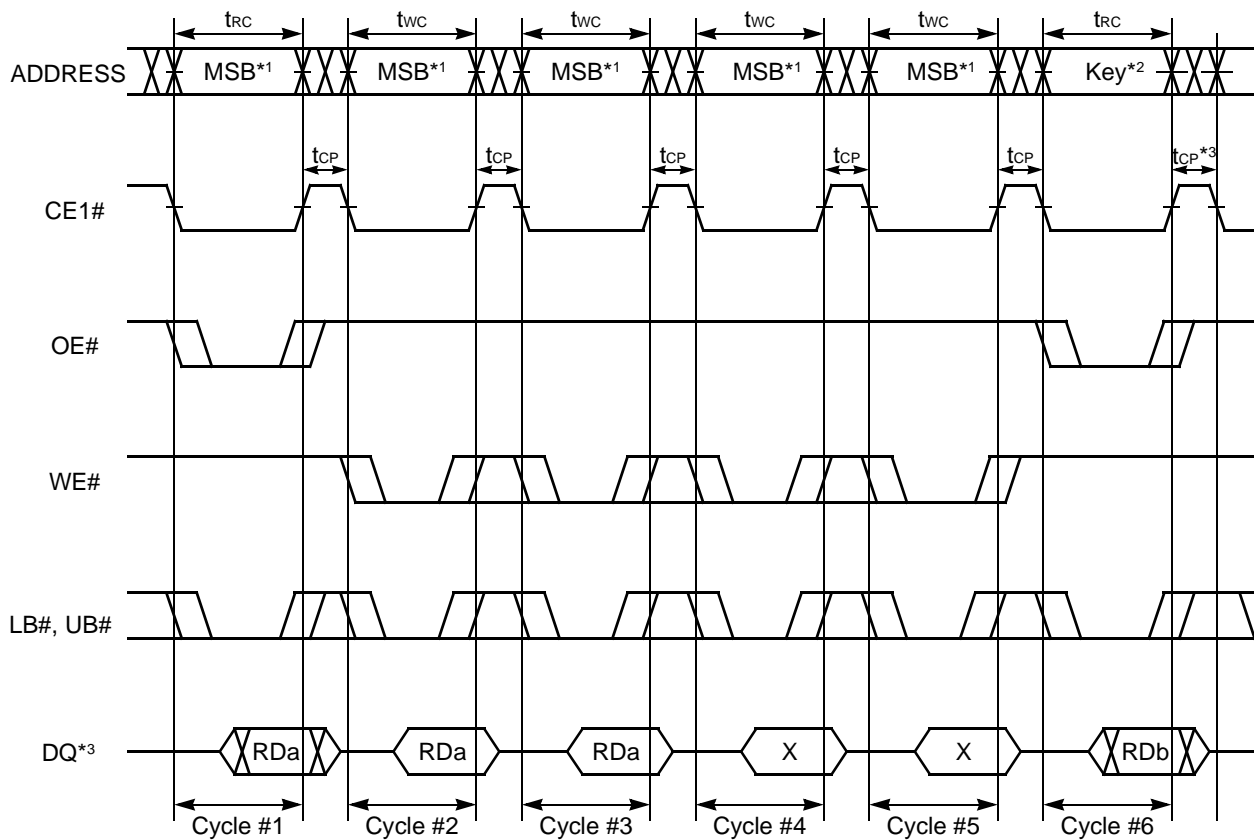 tRC tWC tWC tWC tWC tRC
ADDRESS MSB*1 MSB*1 MSB*1 MSB*1 MSB*1 Key*2
tCP tCP tCP tCP tCP tCP*3
CE1#
OE#
WE#
LB#, UB#
DQ*3 RDa RDa RDa X X RDb
Cycle #1 Cycle #2 Cycle #3 Cycle #4 Cycle #5 Cycle #6